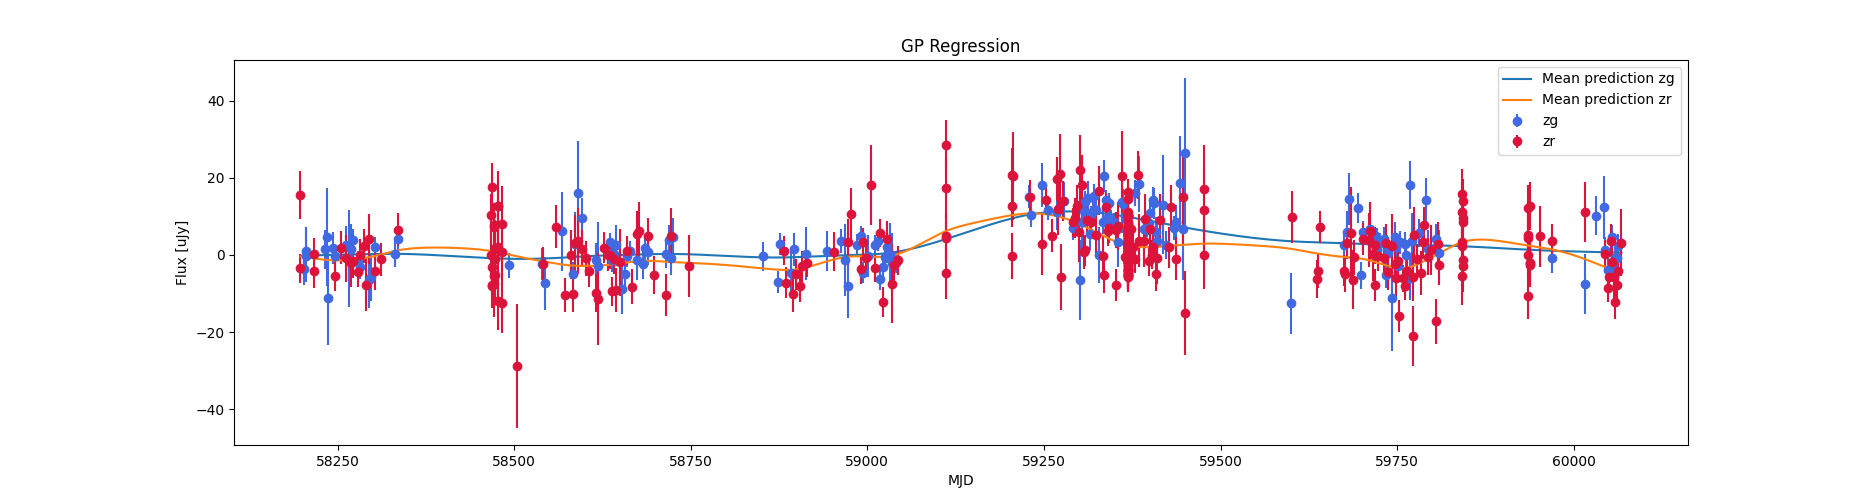 GP Regression
Mean prediction zg
Mean prediction zr
zg
zr
Flux [uJy]
40
20
0
−20
−40
58250
58500
58750
59000
59250
59500
59750
60000
MJD